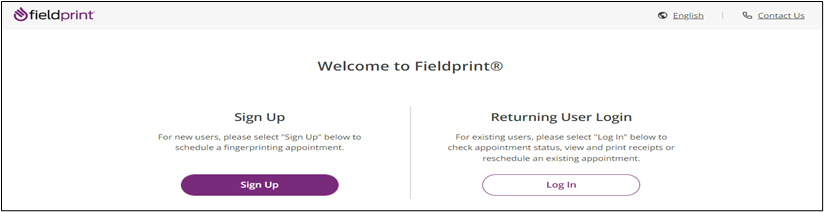 fieldprint
English | Contact Us
Welcome to Fieldprint®
Sign Up
For new users, please select "Sign Up" below to
schedule a fingerprinting appointment.
Sign Up
Returning User Login
For existing users, please select "Log In" below to
check appointment status, view and print receipts or
reschedule an existing appointment.
Log In